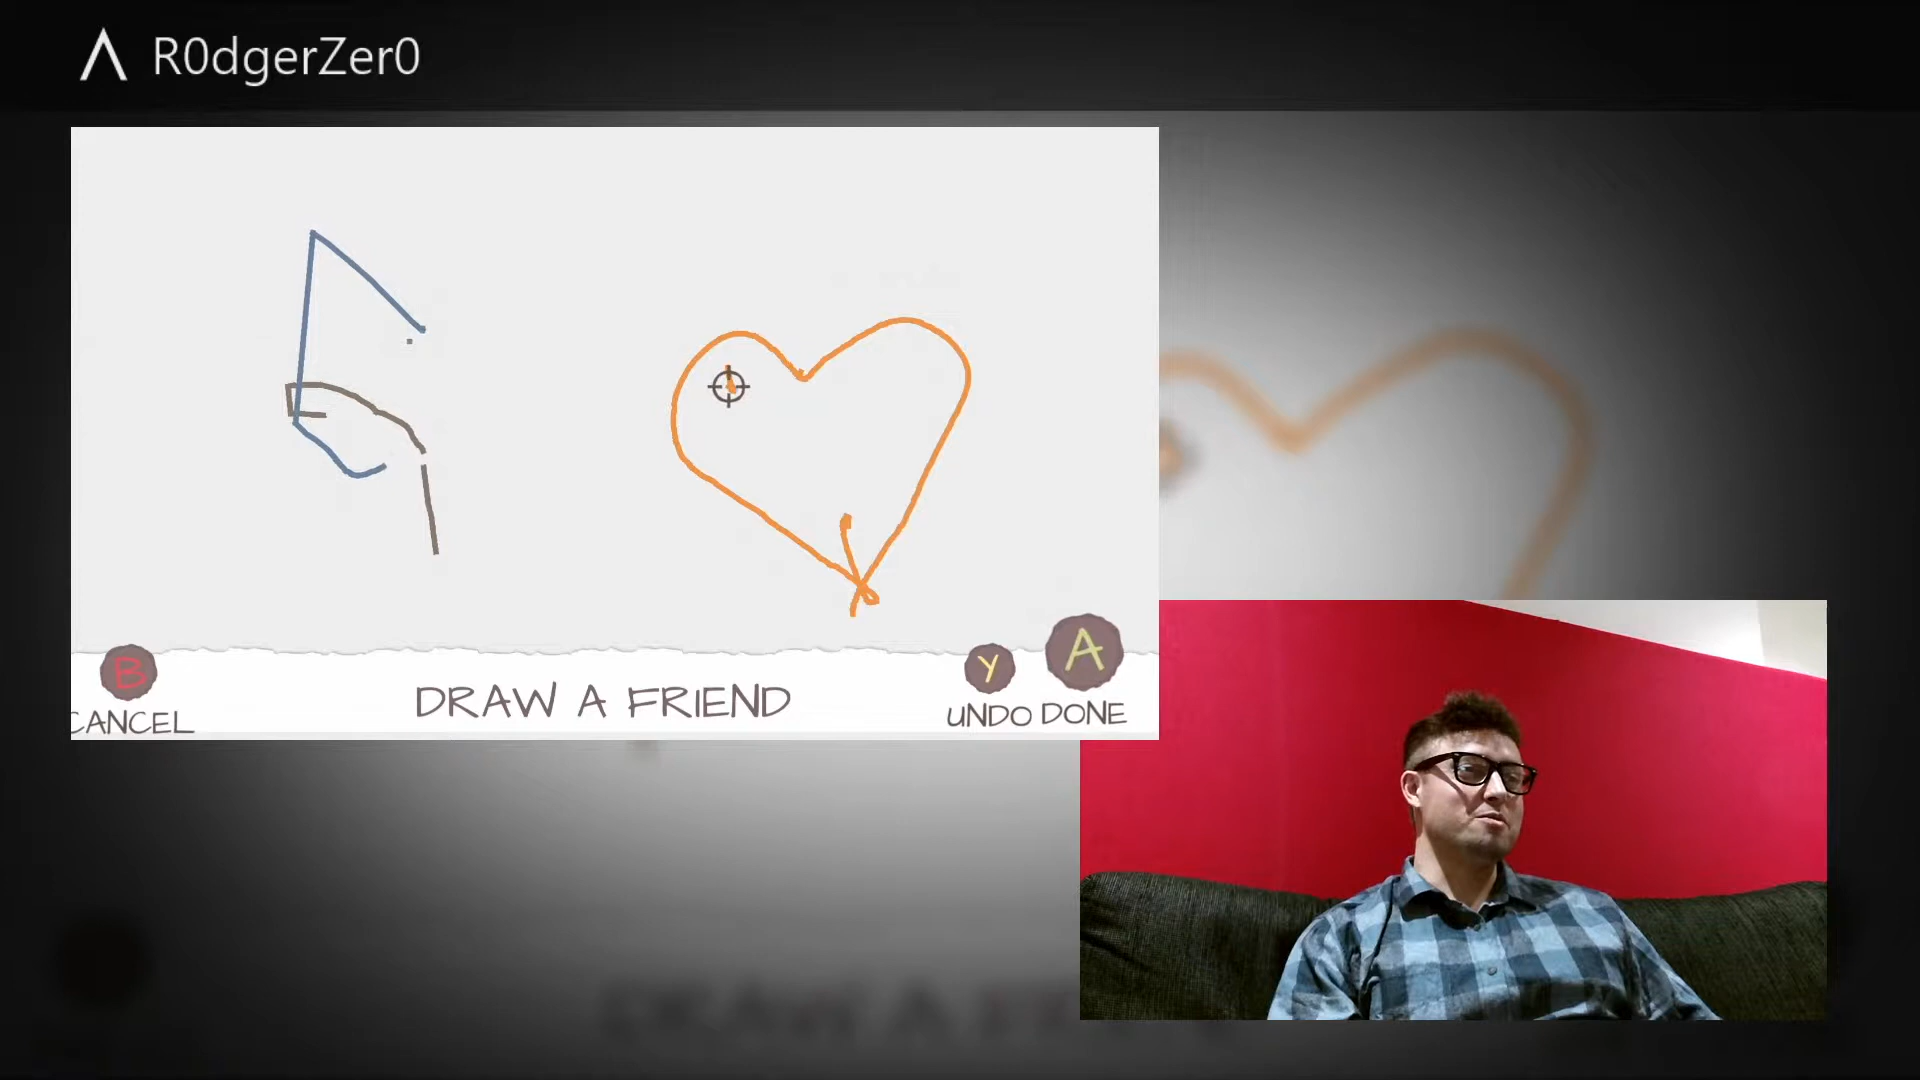 R0dgerZer0
B
CANCEL
DRAW A FRIEND
Y
UNDO
A
DONE